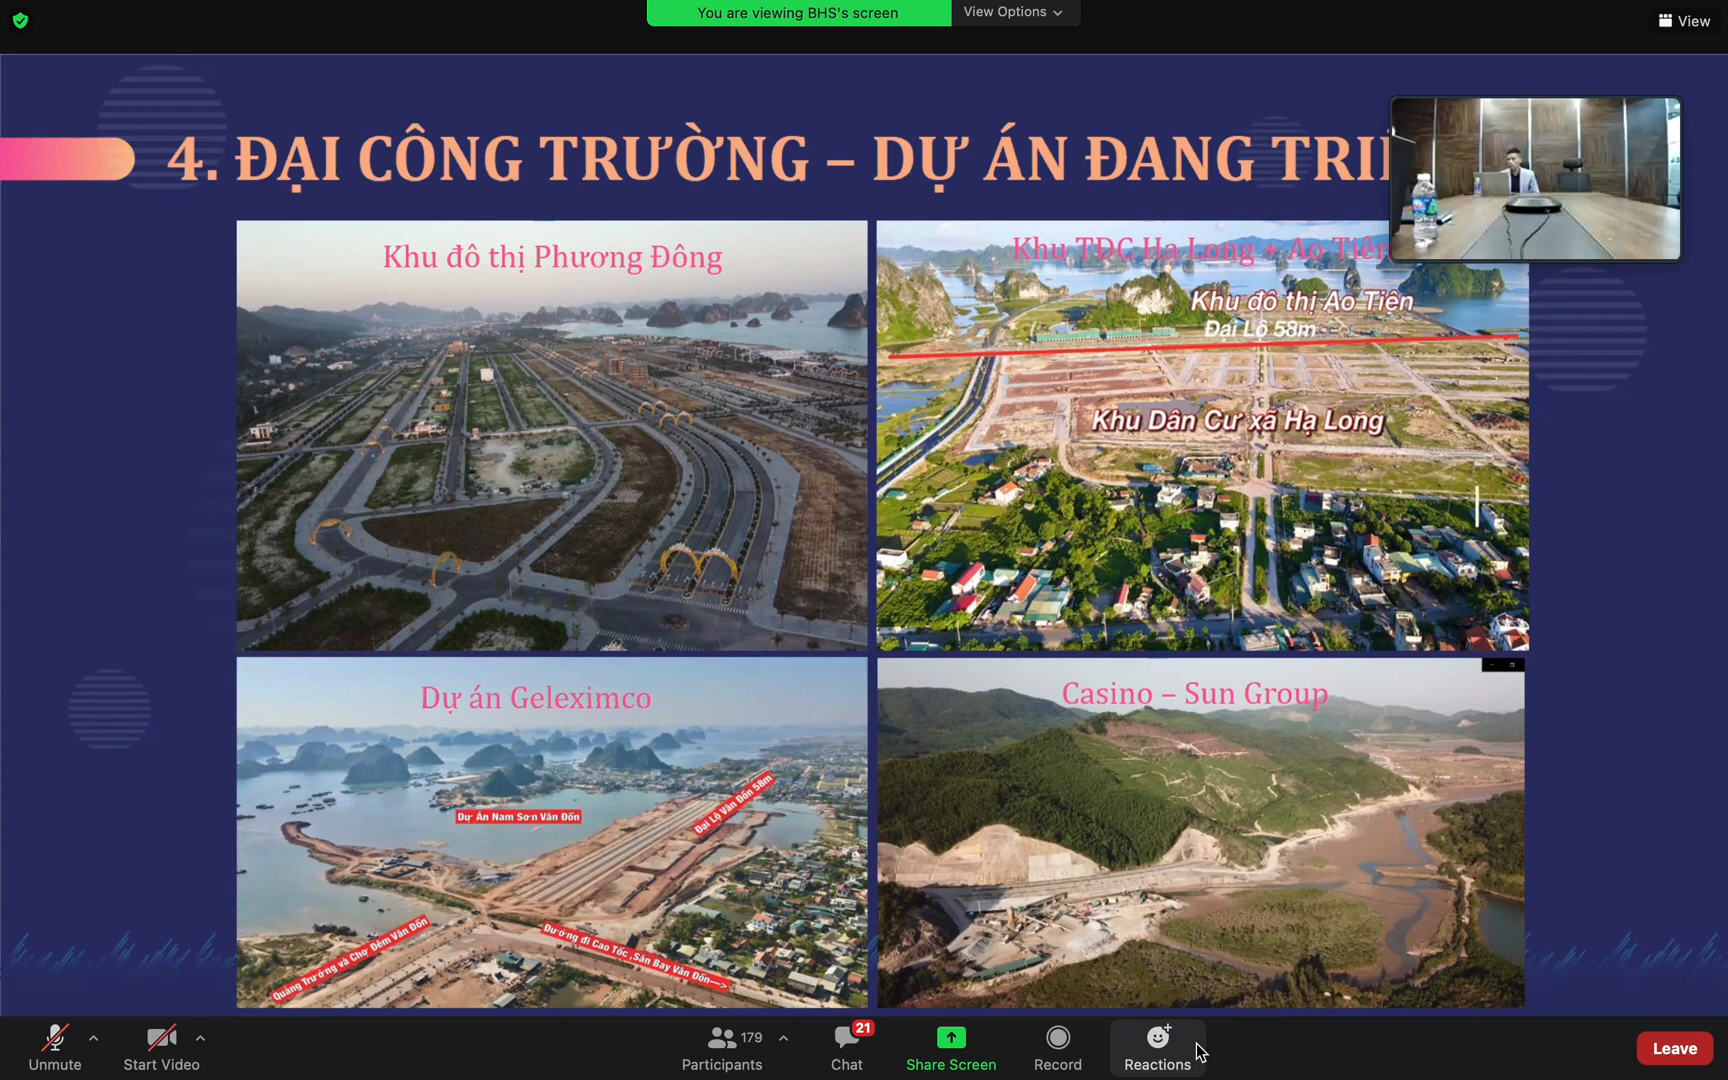 You are viewing BHS's screen
View Options
View
4. ĐẠI CÔNG TRƯỜNG – DỰ ÁN ĐANG
Khu đô thị Phương Đông
Khu TĐC Hạ Long + Ao Tiên
Khu đô thị Ao Tiên
Đại Lộ 58m
Khu Dân Cư xã Hạ Long
Dự án Geleximco
Dự Án Nam Sơn Vân Đồn
Đại Lộ Vân Đồn 58m
Quảng Trường và Chợ Đêm Vân Đồn
Đường đi Cao Tốc ,Sân Bay Vân Đồn—>
Casino – Sun Group
Unmute
Start Video
179
Participants
21
Chat
Share Screen
Record
Reactions
Leave